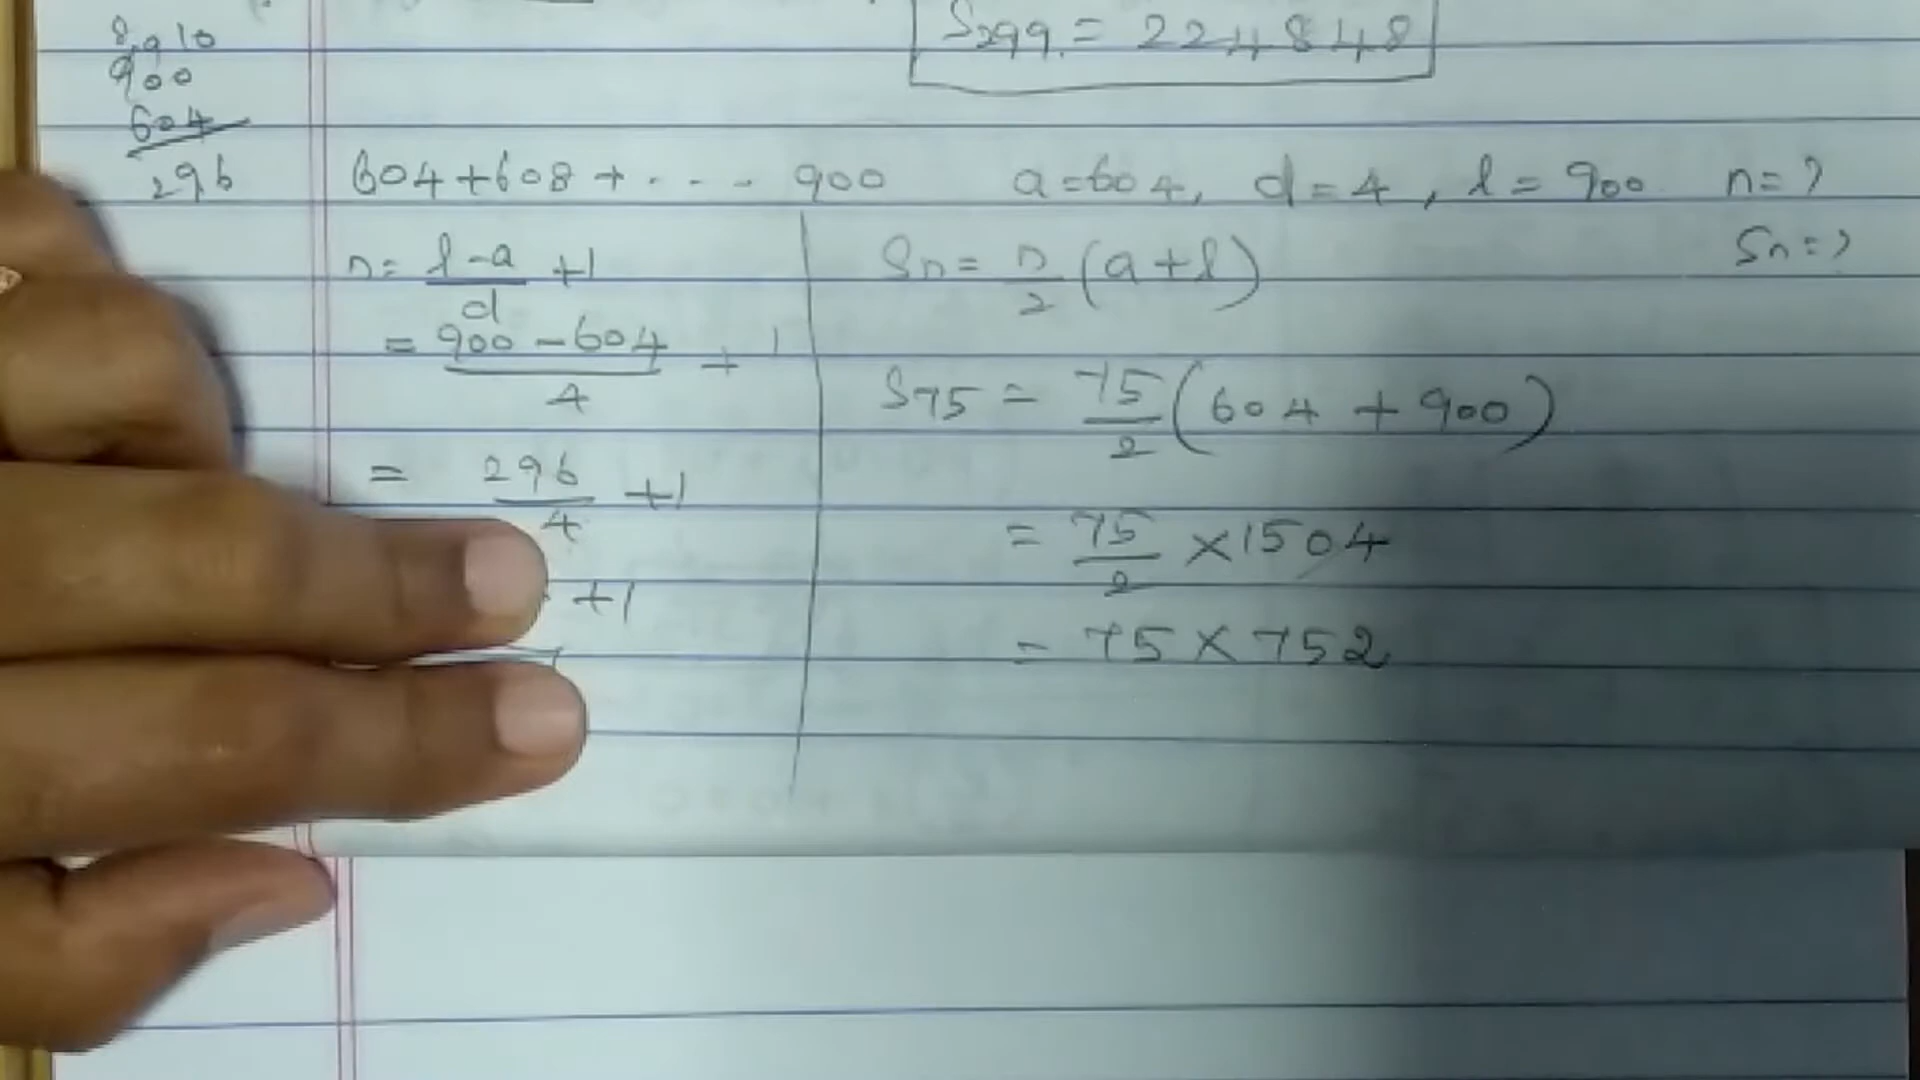 S299. = 224848
8 9 10
900
604
296
604+608+.... 900 a=604, d=4, l=900 n=?
Sn=?
n= l-a/d +1
= 900-604/4 + 1
= 296/4 +1
+1
Sn= n/2 (a+l)
S75 = 75/2 (604 + 900)
= 75/2 ×1504
= 75×752